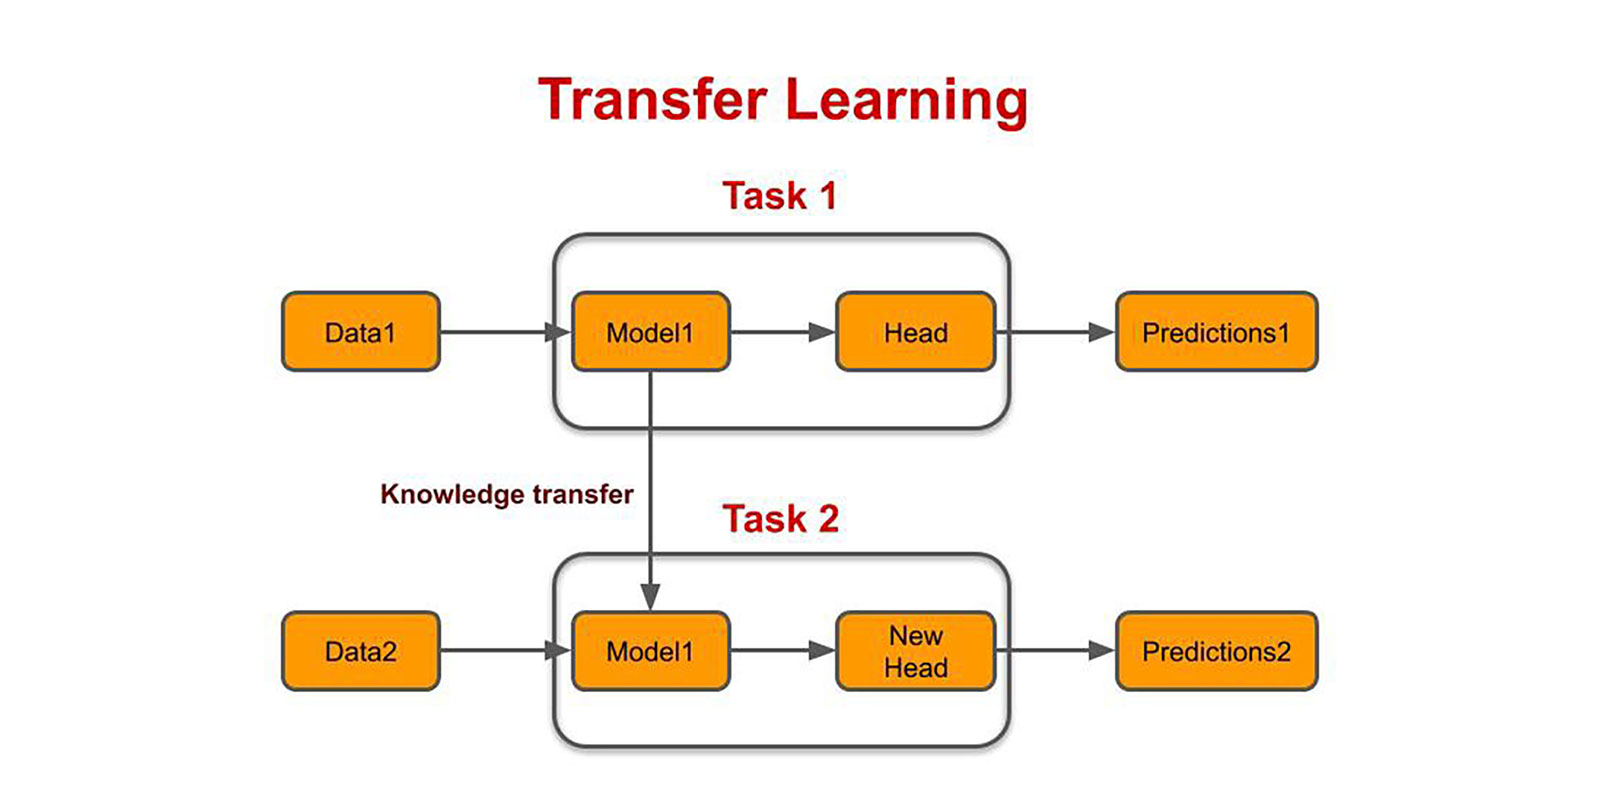 Transfer Learning
Task 1
Data1
Model1
Head
Predictions1
Knowledge transfer
Task 2
Data2
Model1
New
Head
Predictions2